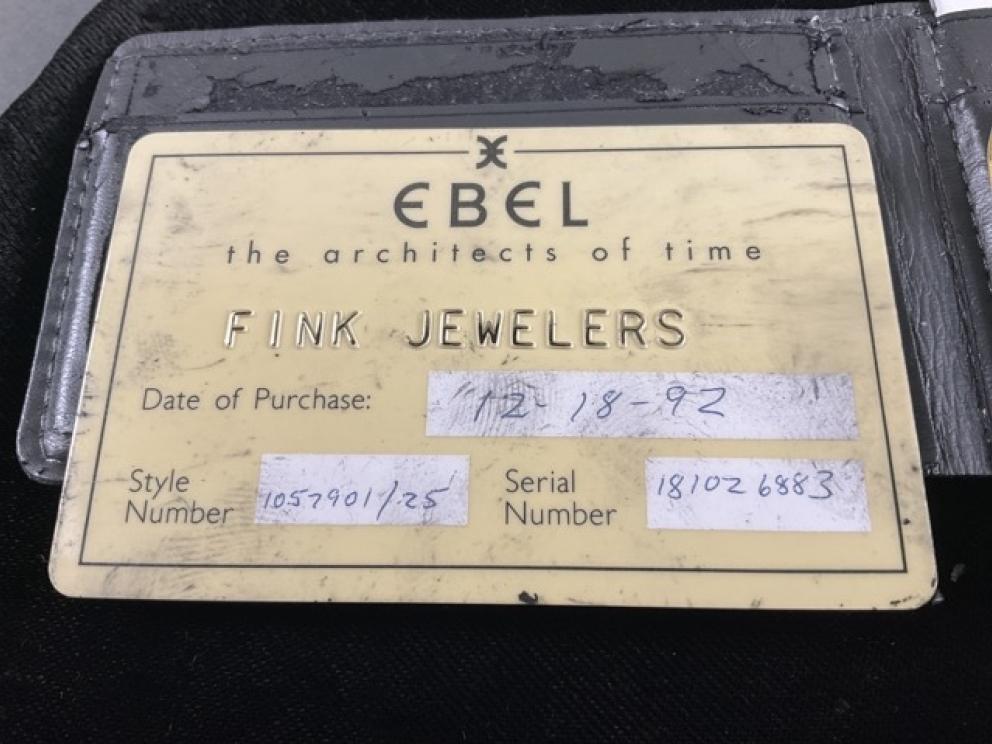 EBEL
the architects of time
FINK JEWELERS
Date of Purchase: 12-18-92
Style Number 1057901/25
Serial Number 181026883